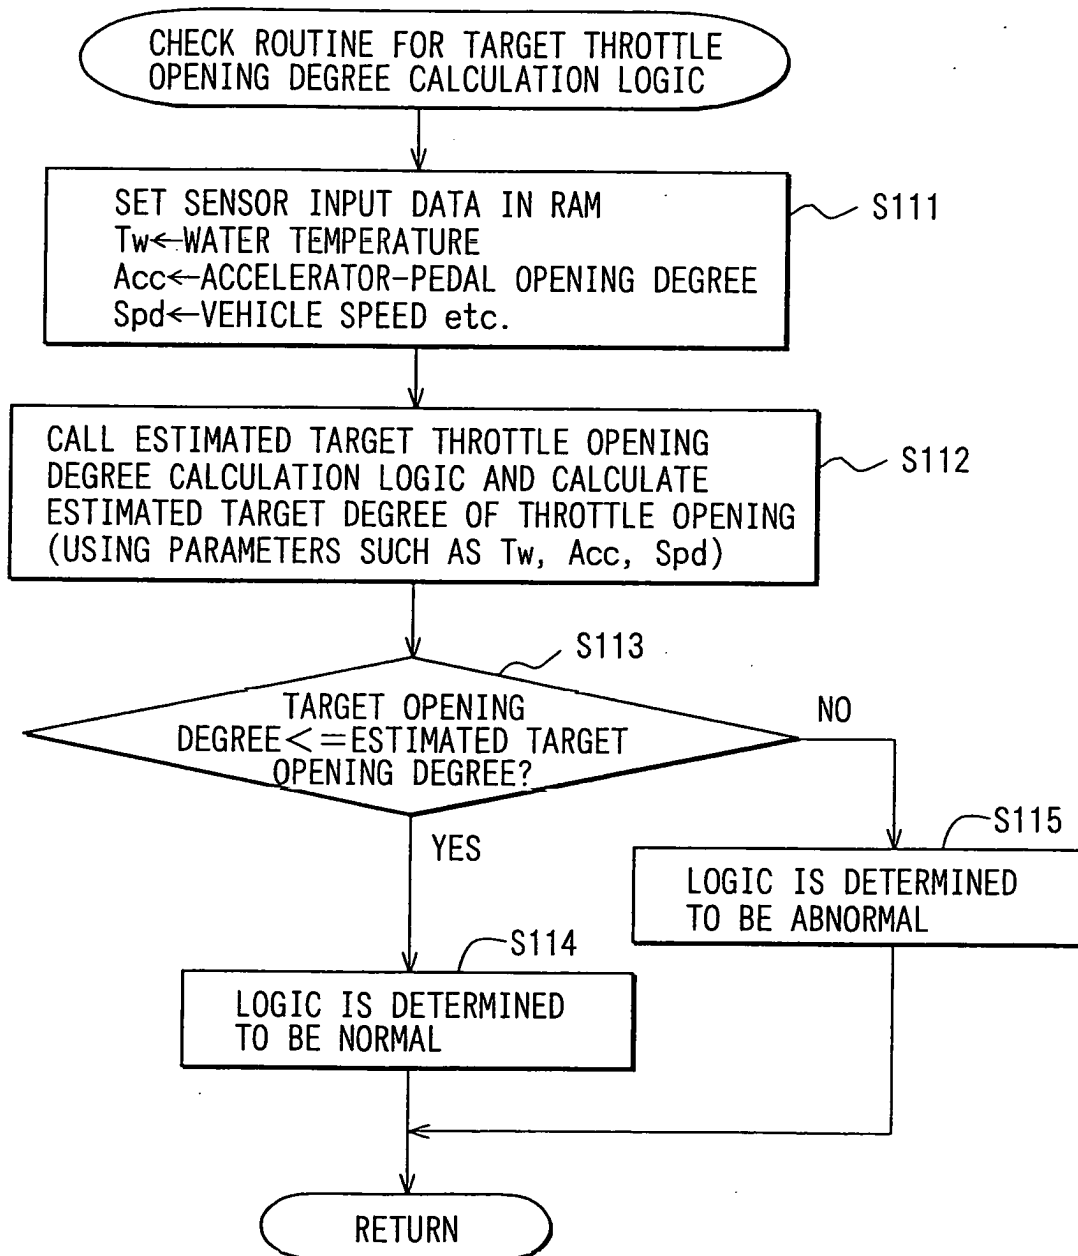 CHECK ROUTINE FOR TARGET THROTTLE
OPENING DEGREE CALCULATION LOGIC
SET SENSOR INPUT DATA IN RAM
Tw←WATER TEMPERATURE
Acc←ACCELERATOR-PEDAL OPENING DEGREE
Spd←VEHICLE SPEED etc.
S111
CALL ESTIMATED TARGET THROTTLE OPENING
DEGREE CALCULATION LOGIC AND CALCULATE
ESTIMATED TARGET DEGREE OF THROTTLE OPENING
(USING PARAMETERS SUCH AS Tw, Acc, Spd)
S112
S113
TARGET OPENING
DEGREE<=ESTIMATED TARGET
OPENING DEGREE?
NO
YES
S115
LOGIC IS DETERMINED
TO BE ABNORMAL
S114
LOGIC IS DETERMINED
TO BE NORMAL
RETURN